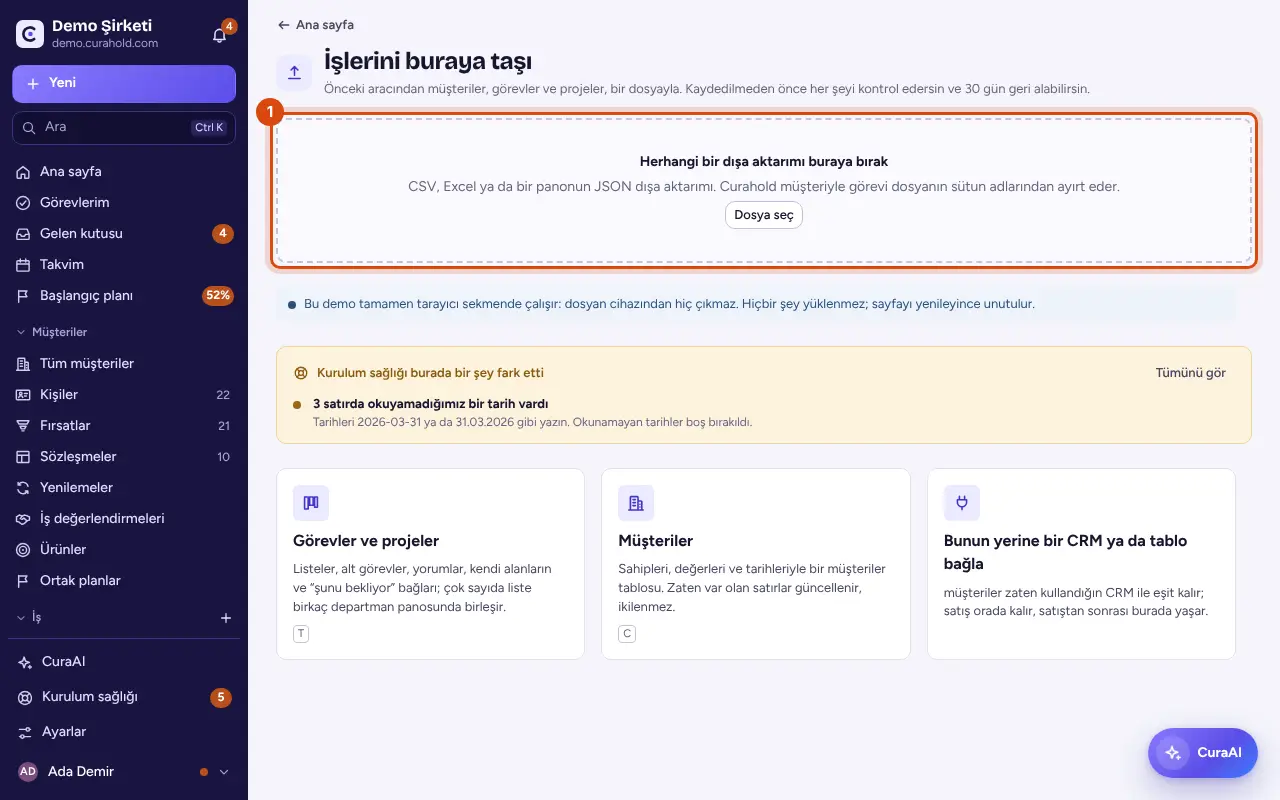 Demo Şirketi
demo.curahold.com
4
Yeni
Ara
Ctrl K
Ana sayfa
Görevlerim
Gelen kutusu
4
Takvim
Başlangıç planı
52%
Müşteriler
Tüm müşteriler
Kişiler
22
Fırsatlar
21
Sözleşmeler
10
Yenilemeler
İş değerlendirmeleri
Ürünler
Ortak planlar
İş
CuraAI
Kurulum sağlığı
5
Ayarlar
AD
Ada Demir
Ana sayfa
İşlerini buraya taşı
Önceki aracından müşteriler, görevler ve projeler, bir dosyayla. Kaydedilmeden önce her şeyi kontrol edersin ve 30 gün geri alabilirsin.
1
Herhangi bir dışa aktarımı buraya bırak
CSV, Excel ya da bir panonun JSON dışa aktarımı. Curahold müşteriyle görevi dosyanın sütun adlarından ayırt eder.
Dosya seç
Bu demo tamamen tarayıcı sekmende çalışır: dosyan cihazından hiç çıkmaz. Hiçbir şey yüklenmez; sayfayı yenileyince unutulur.
Kurulum sağlığı burada bir şey fark etti
Tümünü gör
3 satırda okuyamadığımız bir tarih vardı
Tarihleri 2026-03-31 ya da 31.03.2026 gibi yazın. Okunamayan tarihler boş bırakıldı.
Görevler ve projeler
Listeler, alt görevler, yorumlar, kendi alanların
ve “şunu bekliyor” bağları; çok sayıda liste
birkaç departman panosunda birleşir.
T
Müşteriler
Sahipleri, değerleri ve tarihleriyle bir müşteriler
tablosu. Zaten var olan satırlar güncellenir,
ikilenmez.
C
Bunun yerine bir CRM ya da tablo
bağla
müşteriler zaten kullandığın CRM ile eşit kalır;
satış orada kalır, satıştan sonrası burada yaşar.
CuraAI